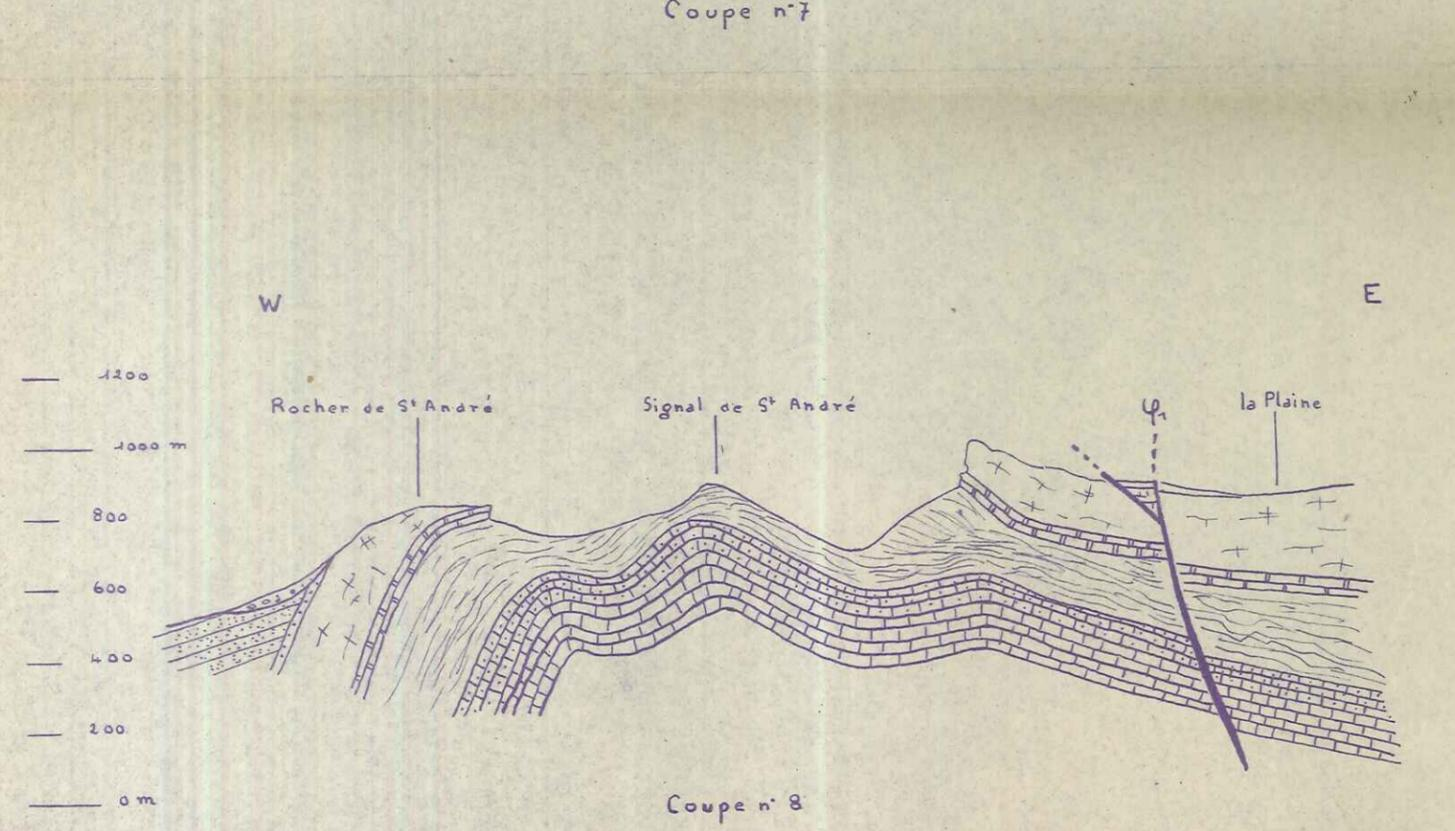 Coupe n°7
W
E
1200
Rocher de St André
Signal de St André
φ1
la Plaine
1000 m
800
600
400
200
0 m
Coupe n° 8